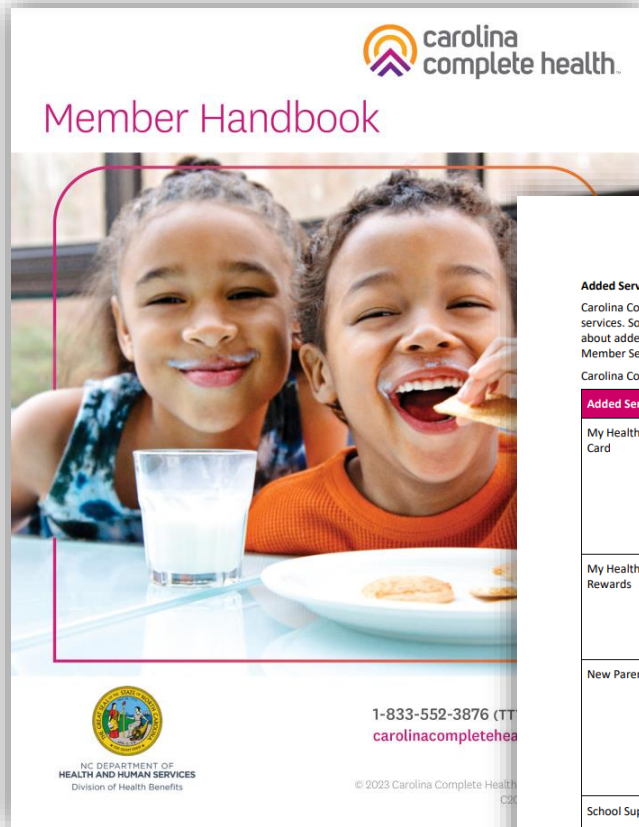 carolina
complete health
Member Handbook
NC DEPARTMENT OF
HEALTH AND HUMAN SERVICES
Division of Health Benefits
1-833-552-3876 (TT
carolinacompletehea
© 2023 Carolina Complete Health
Added Serv
Carolina Co
services. So
about adde
Member Se
Carolina Co
Added Ser
My Health
Card
My Health
Rewards
New Paren
School Sup